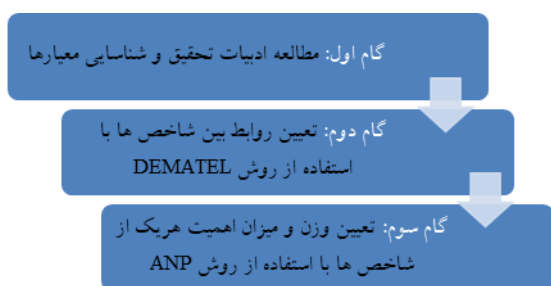 گام اول: مطالعه ادبیات تحقیق و شناسایی معیارها
گام دوم: تعیین روابط بین شاخص ها با
استفاده از روش DEMATEL
گام سوم: تعیین وزن و میزان اهمیت هریک از
شاخص ها با استفاده از روش ANP